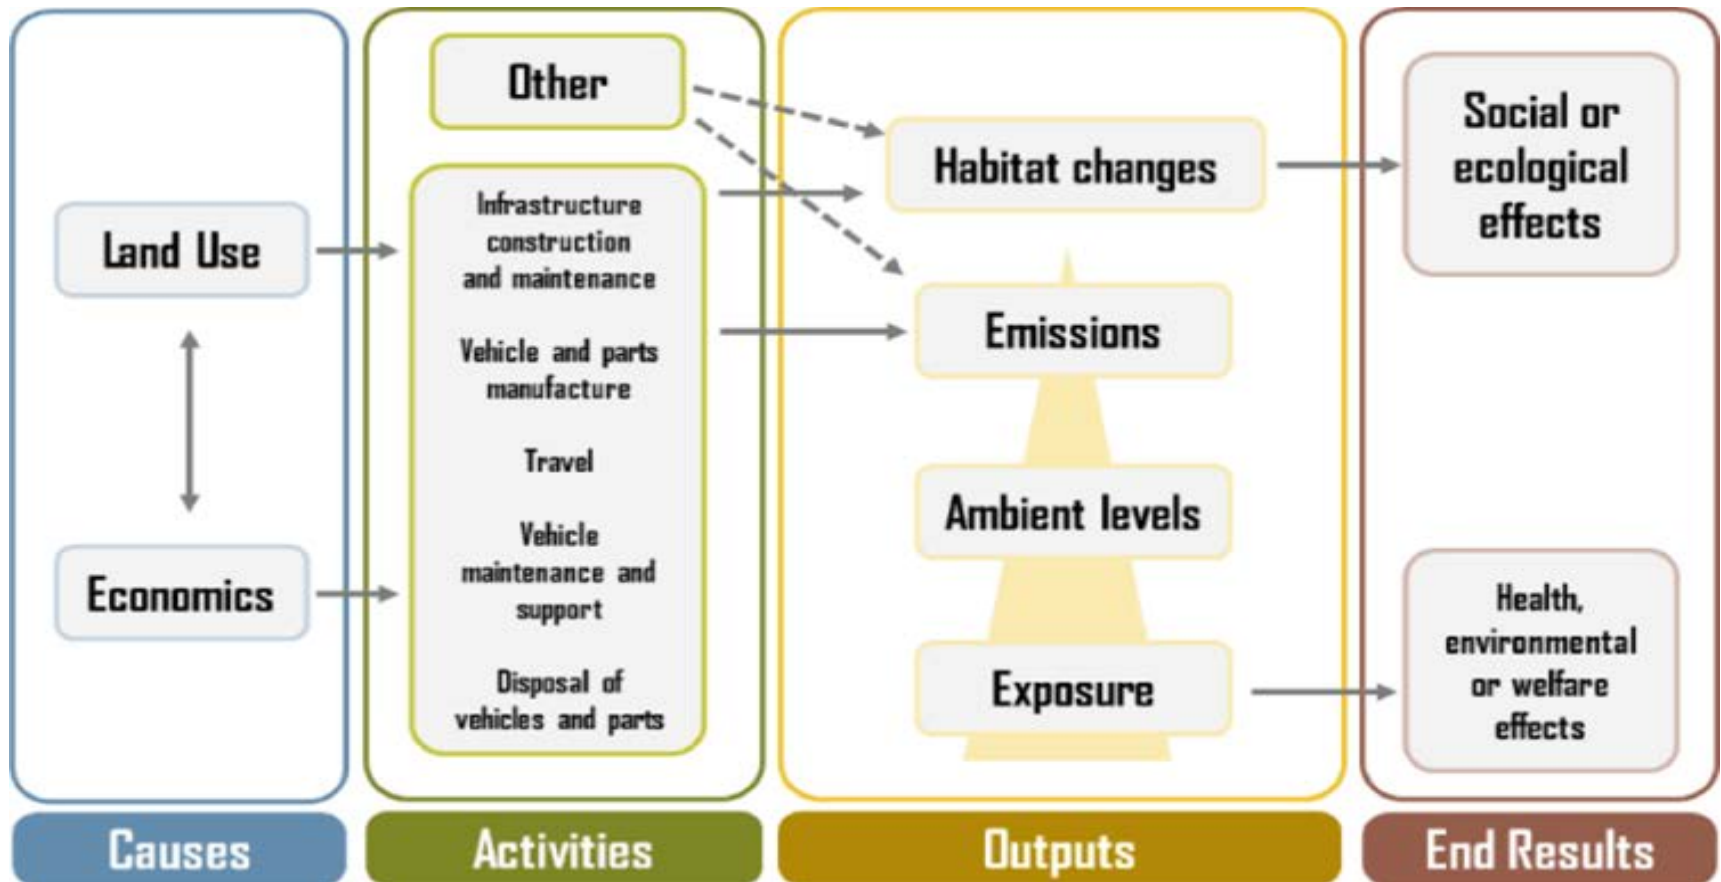 Land Use
Economics
Causes
Other
Infrastructure
construction
and maintenance
Vehicle and parts
manufacture
Travel
Vehicle
maintenance and
support
Disposal of
vehicles and parts
Activities
Habitat changes
Emissions
Ambient levels
Exposure
Outputs
Social or
ecological
effects
Health,
environmental
or welfare
effects
End Results